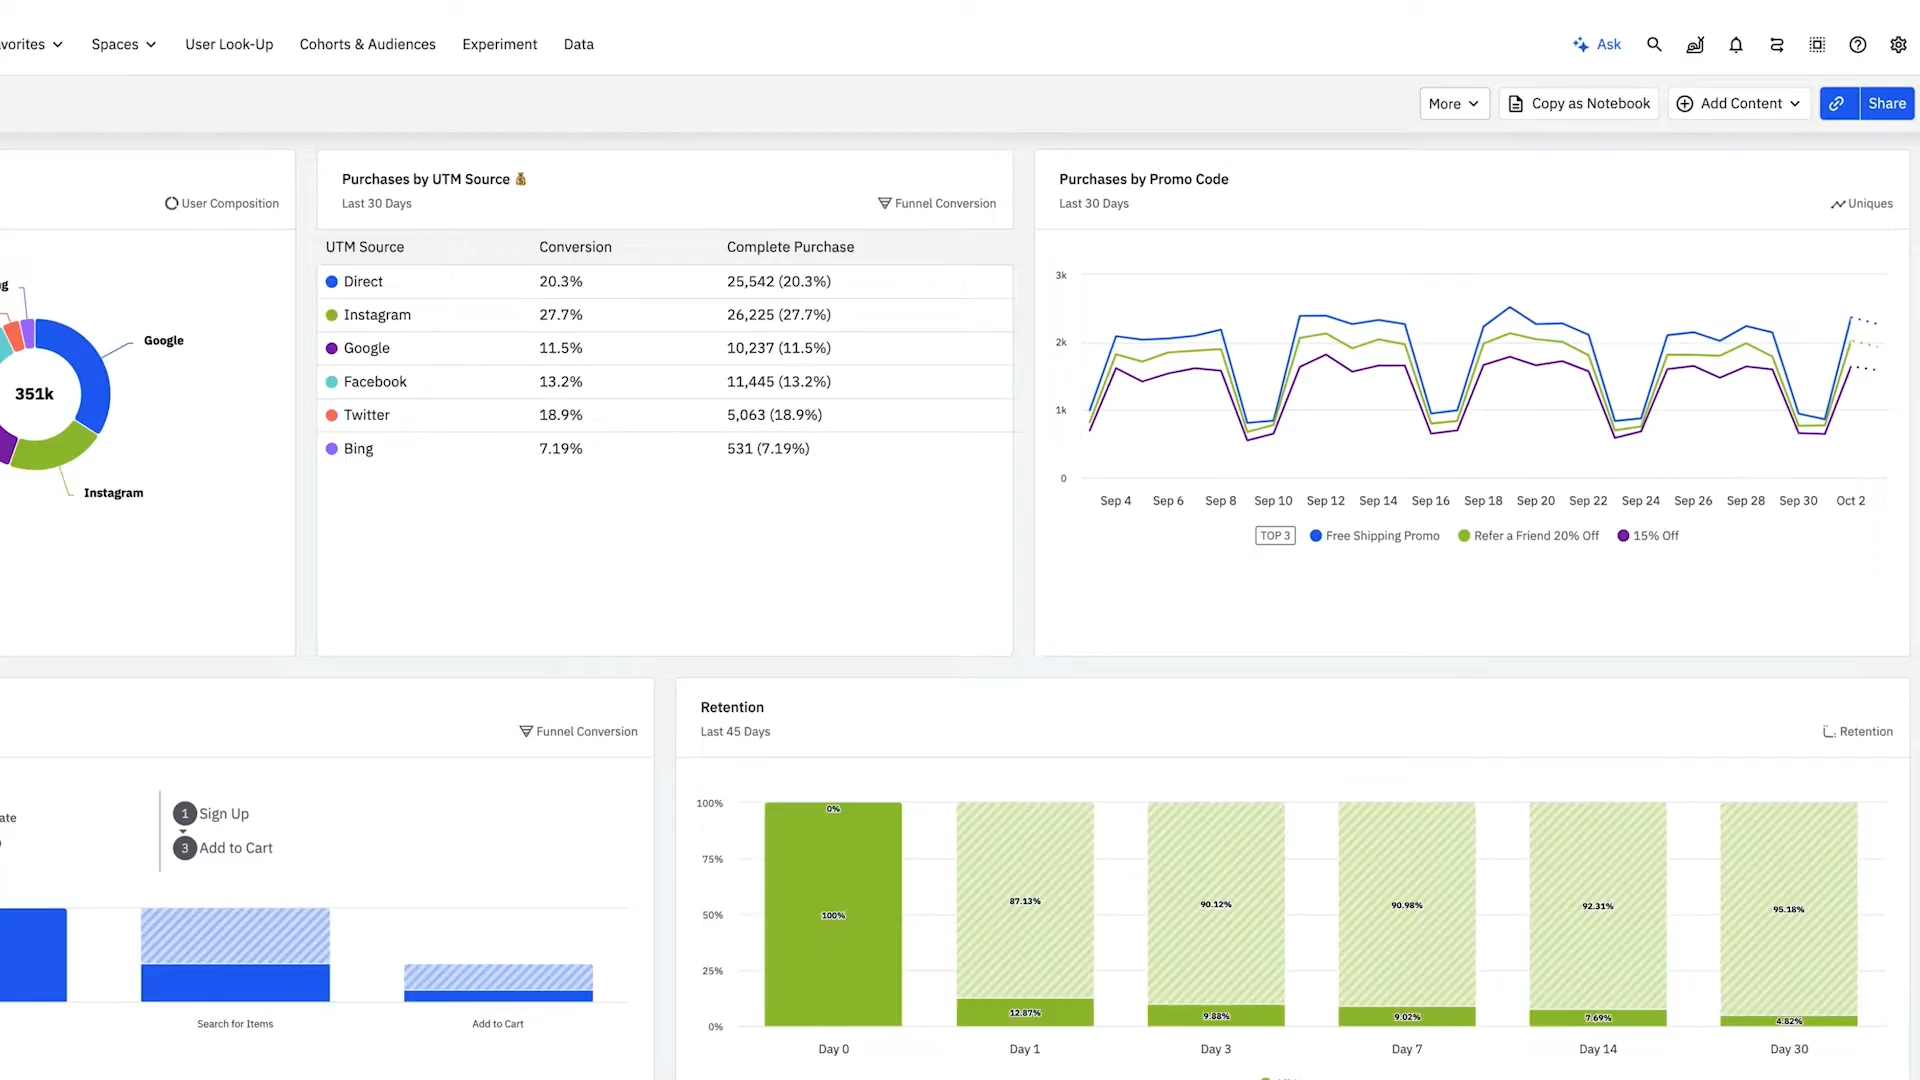 Spaces
User Look-Up
Cohorts & Audiences
Experiment
Data
Ask
More
Copy as Notebook
Add Content
Share
User Composition
Google
351k
Instagram
Purchases by UTM Source 💰
Last 30 Days
Funnel Conversion
UTM Source Conversion Complete Purchase
Direct 20.3% 25,542 (20.3%)
Instagram 27.7% 26,225 (27.7%)
Google 11.5% 10,237 (11.5%)
Facebook 13.2% 11,445 (13.2%)
Twitter 18.9% 5,063 (18.9%)
Bing 7.19% 531 (7.19%)
Purchases by Promo Code
Last 30 Days
Uniques
3k
2k
1k
0
Sep 4 Sep 6 Sep 8 Sep 10 Sep 12 Sep 14 Sep 16 Sep 18 Sep 20 Sep 22 Sep 24 Sep 26 Sep 28 Sep 30 Oct 2
TOP 3 Free Shipping Promo Refer a Friend 20% Off 15% Off
Funnel Conversion
1 Sign Up
3 Add to Cart
Search for Items Add to Cart
Retention
Last 45 Days
Retention
100%
75%
50%
25%
0%
0%
100%
87.13%
90.12%
90.98%
92.31%
95.18%
12.87%
9.88%
9.02%
7.69%
4.82%
Day 0 Day 1 Day 3 Day 7 Day 14 Day 30